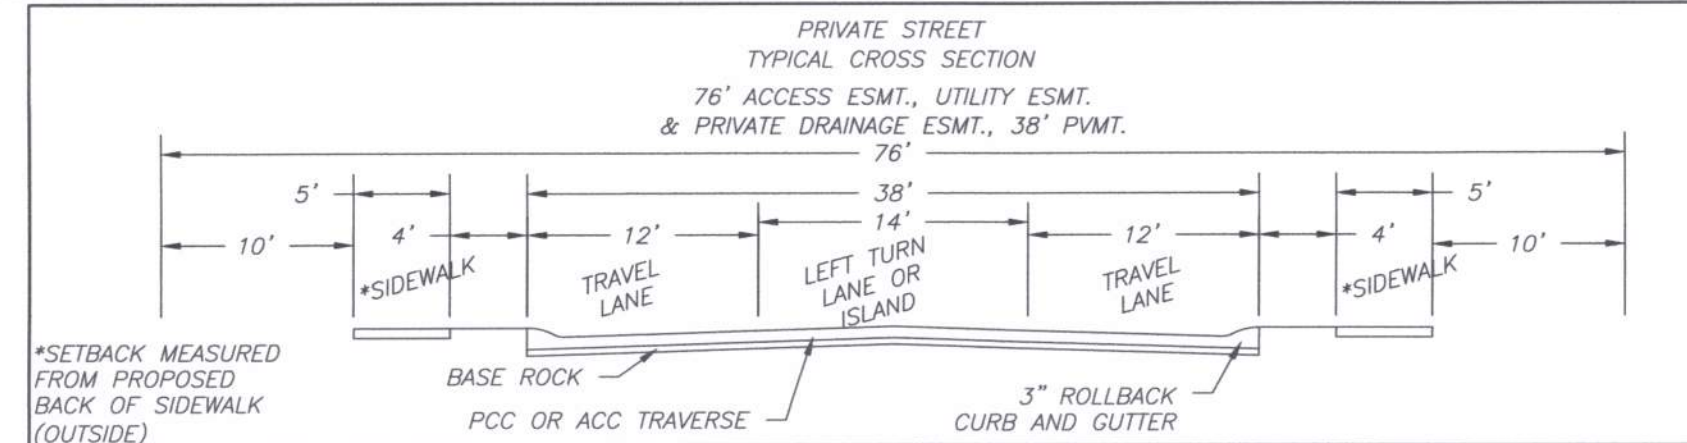 PRIVATE STREET
TYPICAL CROSS SECTION
76' ACCESS ESMT., UTILITY ESMT.
& PRIVATE DRAINAGE ESMT., 38' PVMT.
76'
5'
38'
5'
14'
10'
4'
12'
12'
4'
10'
*SIDEWALK
TRAVEL
LANE
LEFT TURN
LANE OR
ISLAND
TRAVEL
LANE
*SIDEWALK
*SETBACK MEASURED
FROM PROPOSED
BACK OF SIDEWALK
(OUTSIDE)
BASE ROCK
PCC OR ACC TRAVERSE
3" ROLLBACK
CURB AND GUTTER